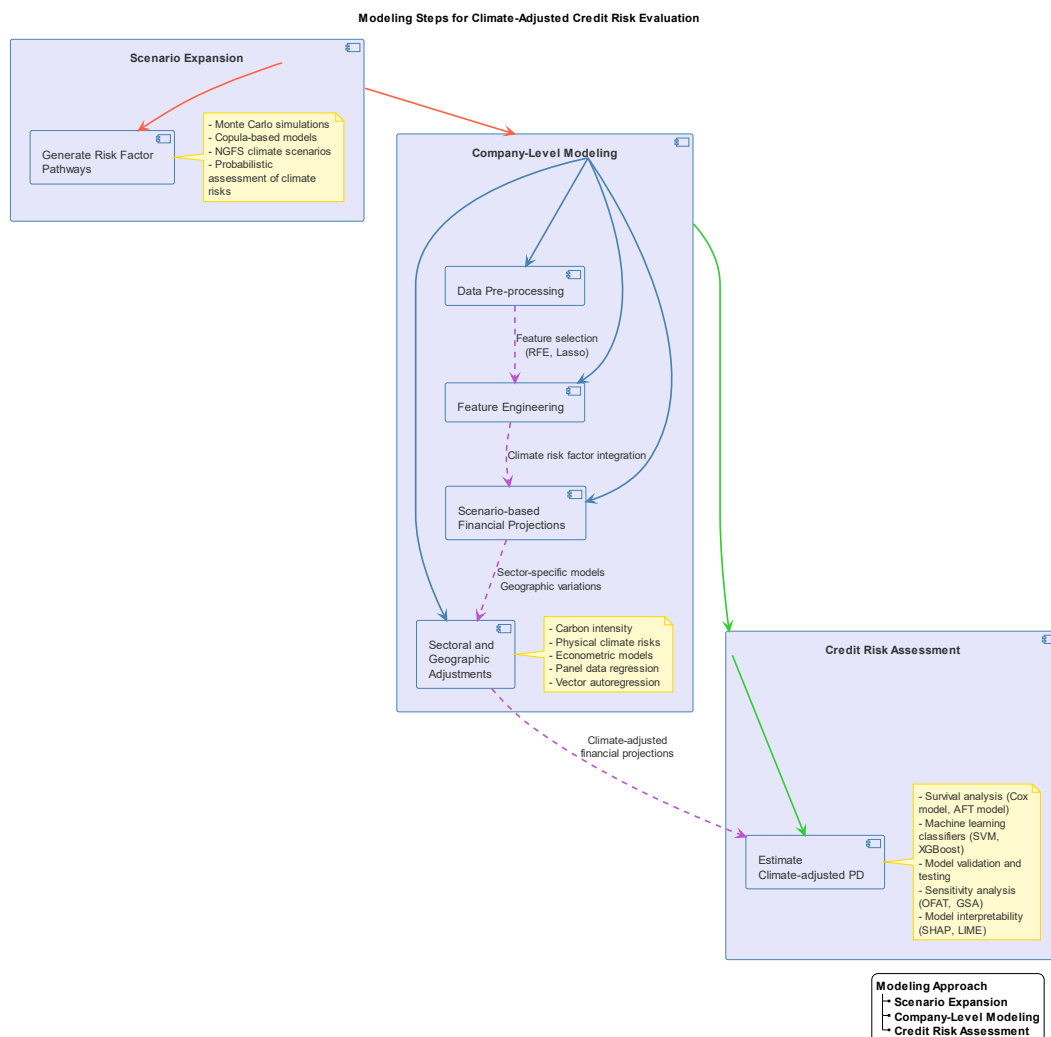 Modeling Steps for Climate-Adjusted Credit Risk Evaluation
Scenario Expansion
Generate Risk Factor
Pathways
- Monte Carlo simulations
- Copula-based models
- NGFS climate scenarios
- Probabilistic
assessment of climate
risks
Company-Level Modeling
Data Pre-processing
Feature selection
(RFE, Lasso)
Feature Engineering
Climate risk factor integration
Scenario-based
Financial Projections
Sector-specific models
Geographic variations
Sectoral and
Geographic
Adjustments
- Carbon intensity
- Physical climate risks
- Econometric models
- Panel data regression
- Vector autoregression
Climate-adjusted
financial projections
Credit Risk Assessment
Estimate
Climate-adjusted PD
- Survival analysis (Cox
model, AFT model)
- Machine learning
classifiers (SVM,
XGBoost)
- Model validation and
testing
- Sensitivity analysis
(OFAT, GSA)
- Model interpretability
(SHAP, LIME)
Modeling Approach
Scenario Expansion
Company-Level Modeling
Credit Risk Assessment